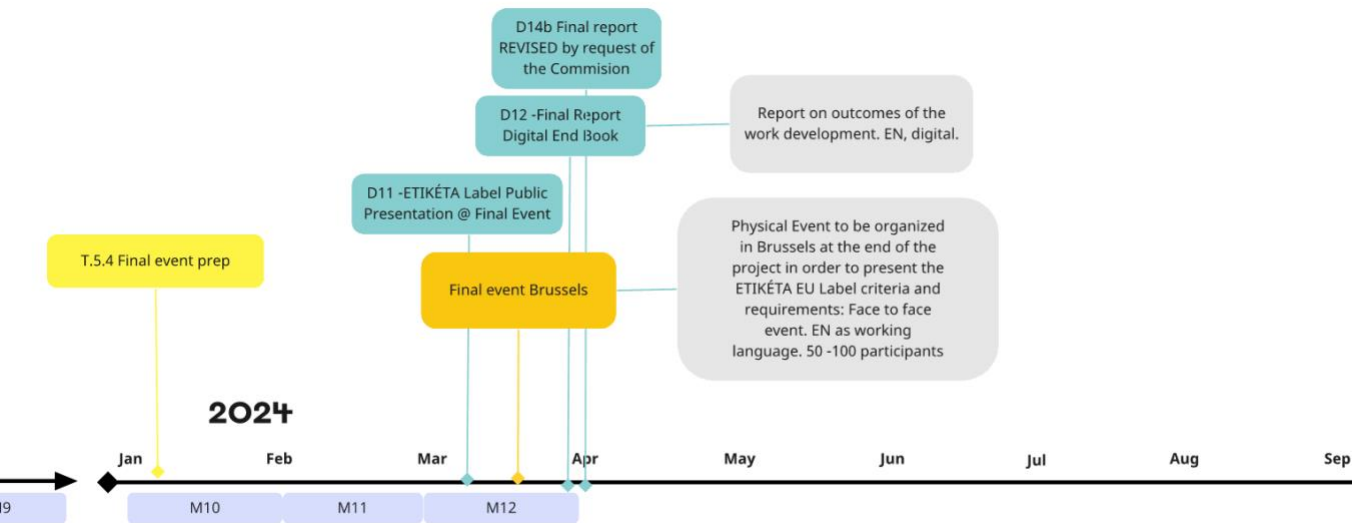 D14b Final report
REVISED by request of
the Commision
D12 -Final Report
Digital End Book
Report on outcomes of the
work development. EN, digital.
D11 -ETIKÉTA Label Public
Presentation @ Final Event
T.5.4 Final event prep
Final event Brussels
Physical Event to be organized
in Brussels at the end of the
project in order to present the
ETIKÉTA EU Label criteria and
requirements: Face to face
event. EN as working
language. 50 -100 participants
2024
Jan Feb Mar Apr May Jun Jul Aug Sep
M10 M11 M12